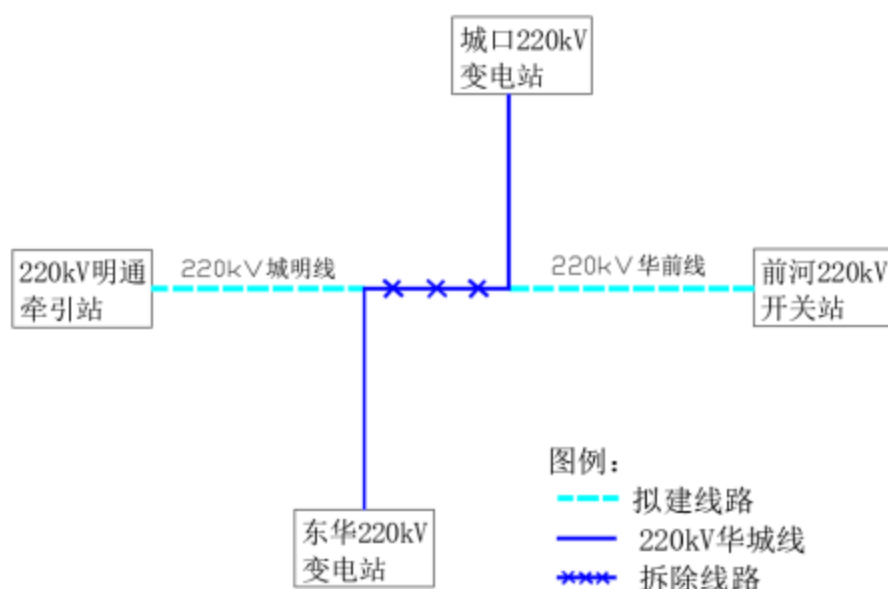 城口220kV
变电站
220kV明通
牵引站
220kV城明线
220kV华前线
前河220kV
开关站
东华220kV
变电站
图例：
拟建线路
220kV华城线
拆除线路